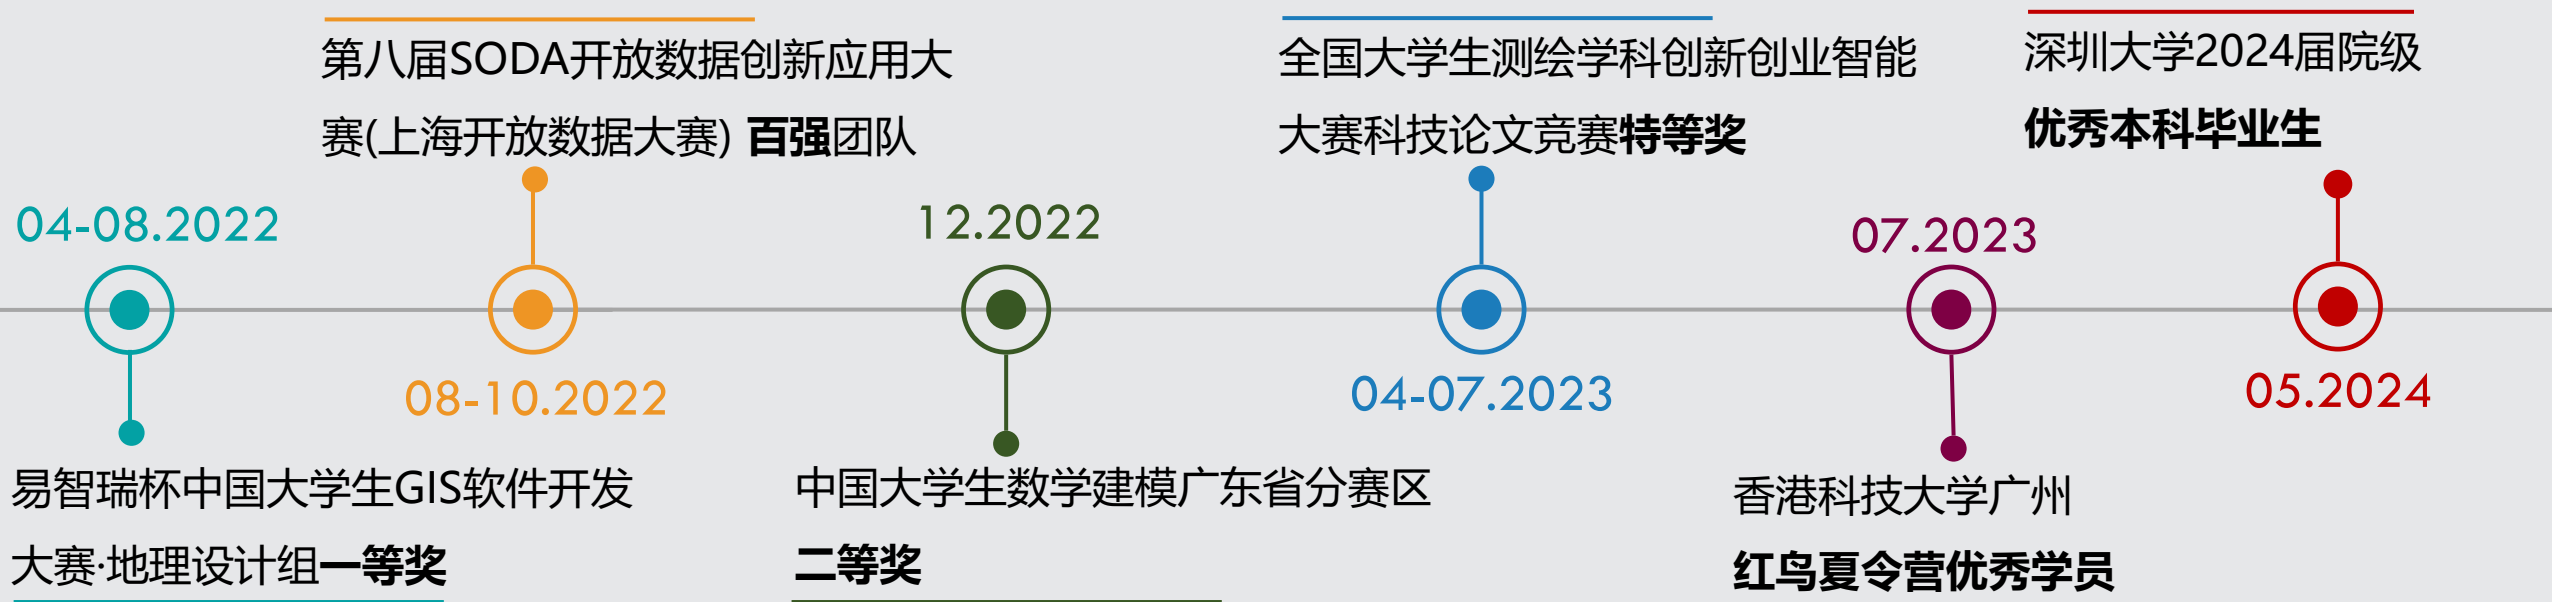 第八届SODA开放数据创新应用大
赛(上海开放数据大赛) 百强团队
全国大学生测绘学科创新创业智能
大赛科技论文竞赛特等奖
深圳大学2024届院级
优秀本科毕业生
04-08.2022
12.2022
07.2023
08-10.2022
04-07.2023
05.2024
易智瑞杯中国大学生GIS软件开发
大赛·地理设计组一等奖
中国大学生数学建模广东省分赛区
二等奖
香港科技大学广州
红鸟夏令营优秀学员